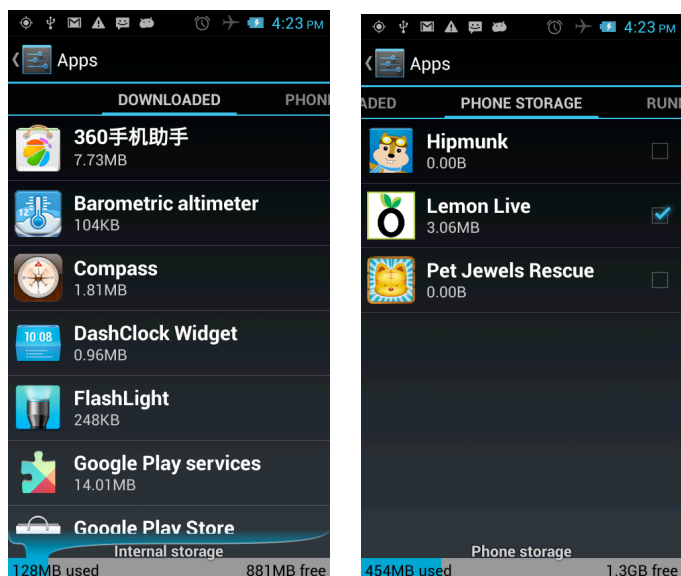 4:23 PM
Apps
DOWNLOADED PHON
360手机助手
7.73MB
Barometric altimeter
104KB
Compass
1.81MB
10:08
DashClock Widget
0.96MB
FlashLight
248KB
Google Play services
14.01MB
Google Play Store
Internal storage
128MB used 881MB free
4:23 PM
Apps
ADED PHONE STORAGE RUN
Hipmunk
0.00B
Lemon Live
3.06MB
Pet Jewels Rescue
0.00B
Phone storage
454MB used 1.3GB free